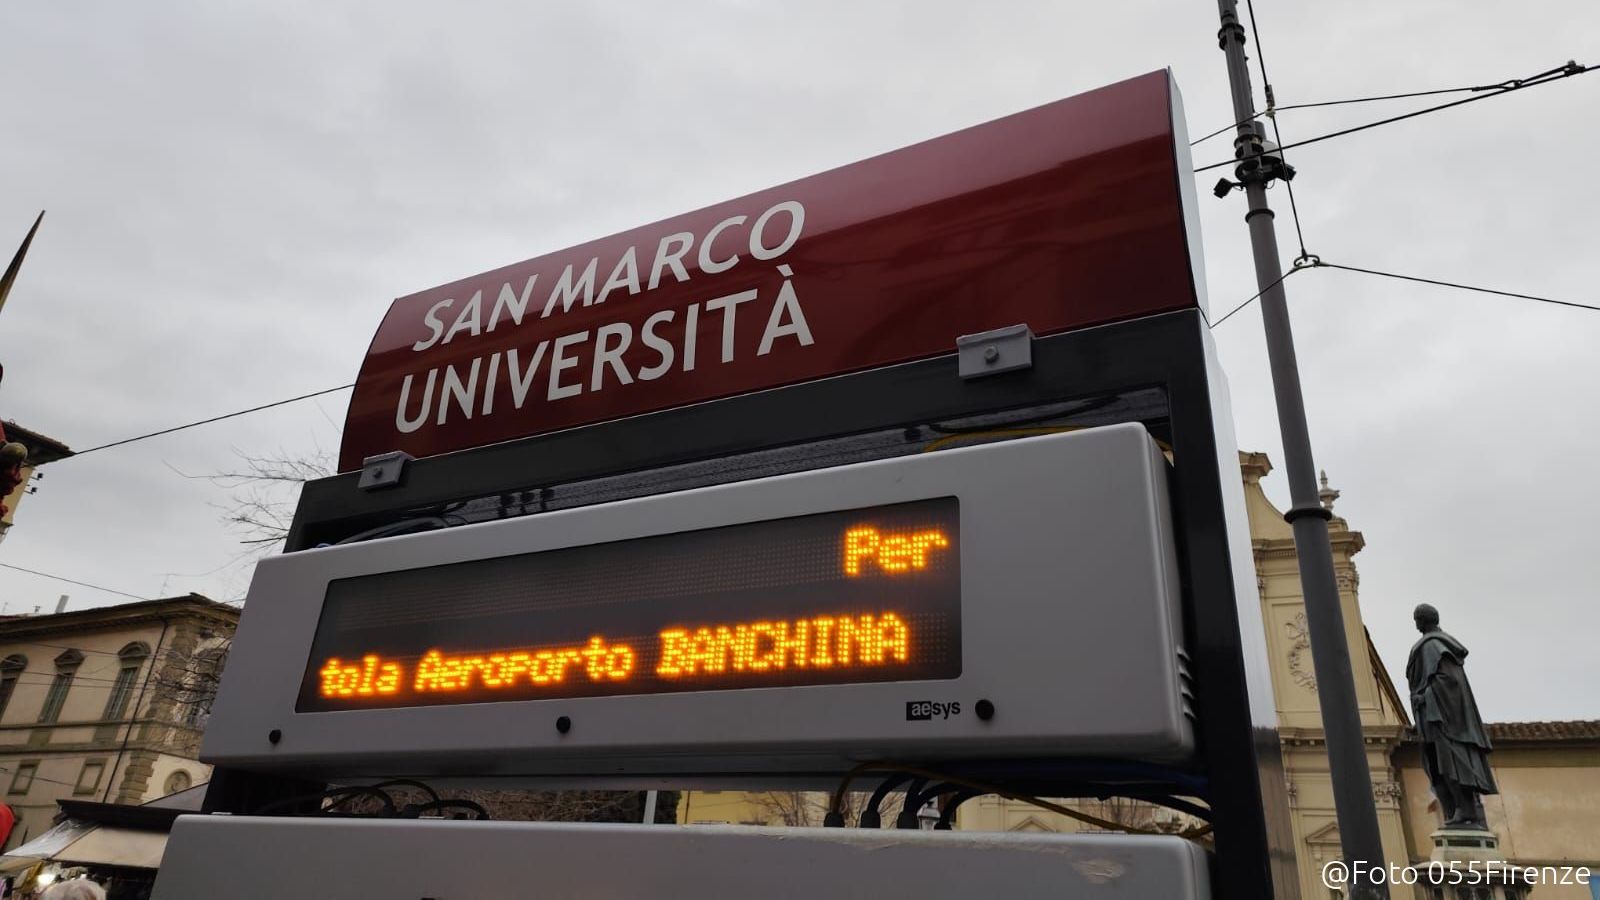 SAN MARCO
UNIVERSITÀ
Per
tola Aeroporto BANCHINA
aesys
@Foto 055Firenze